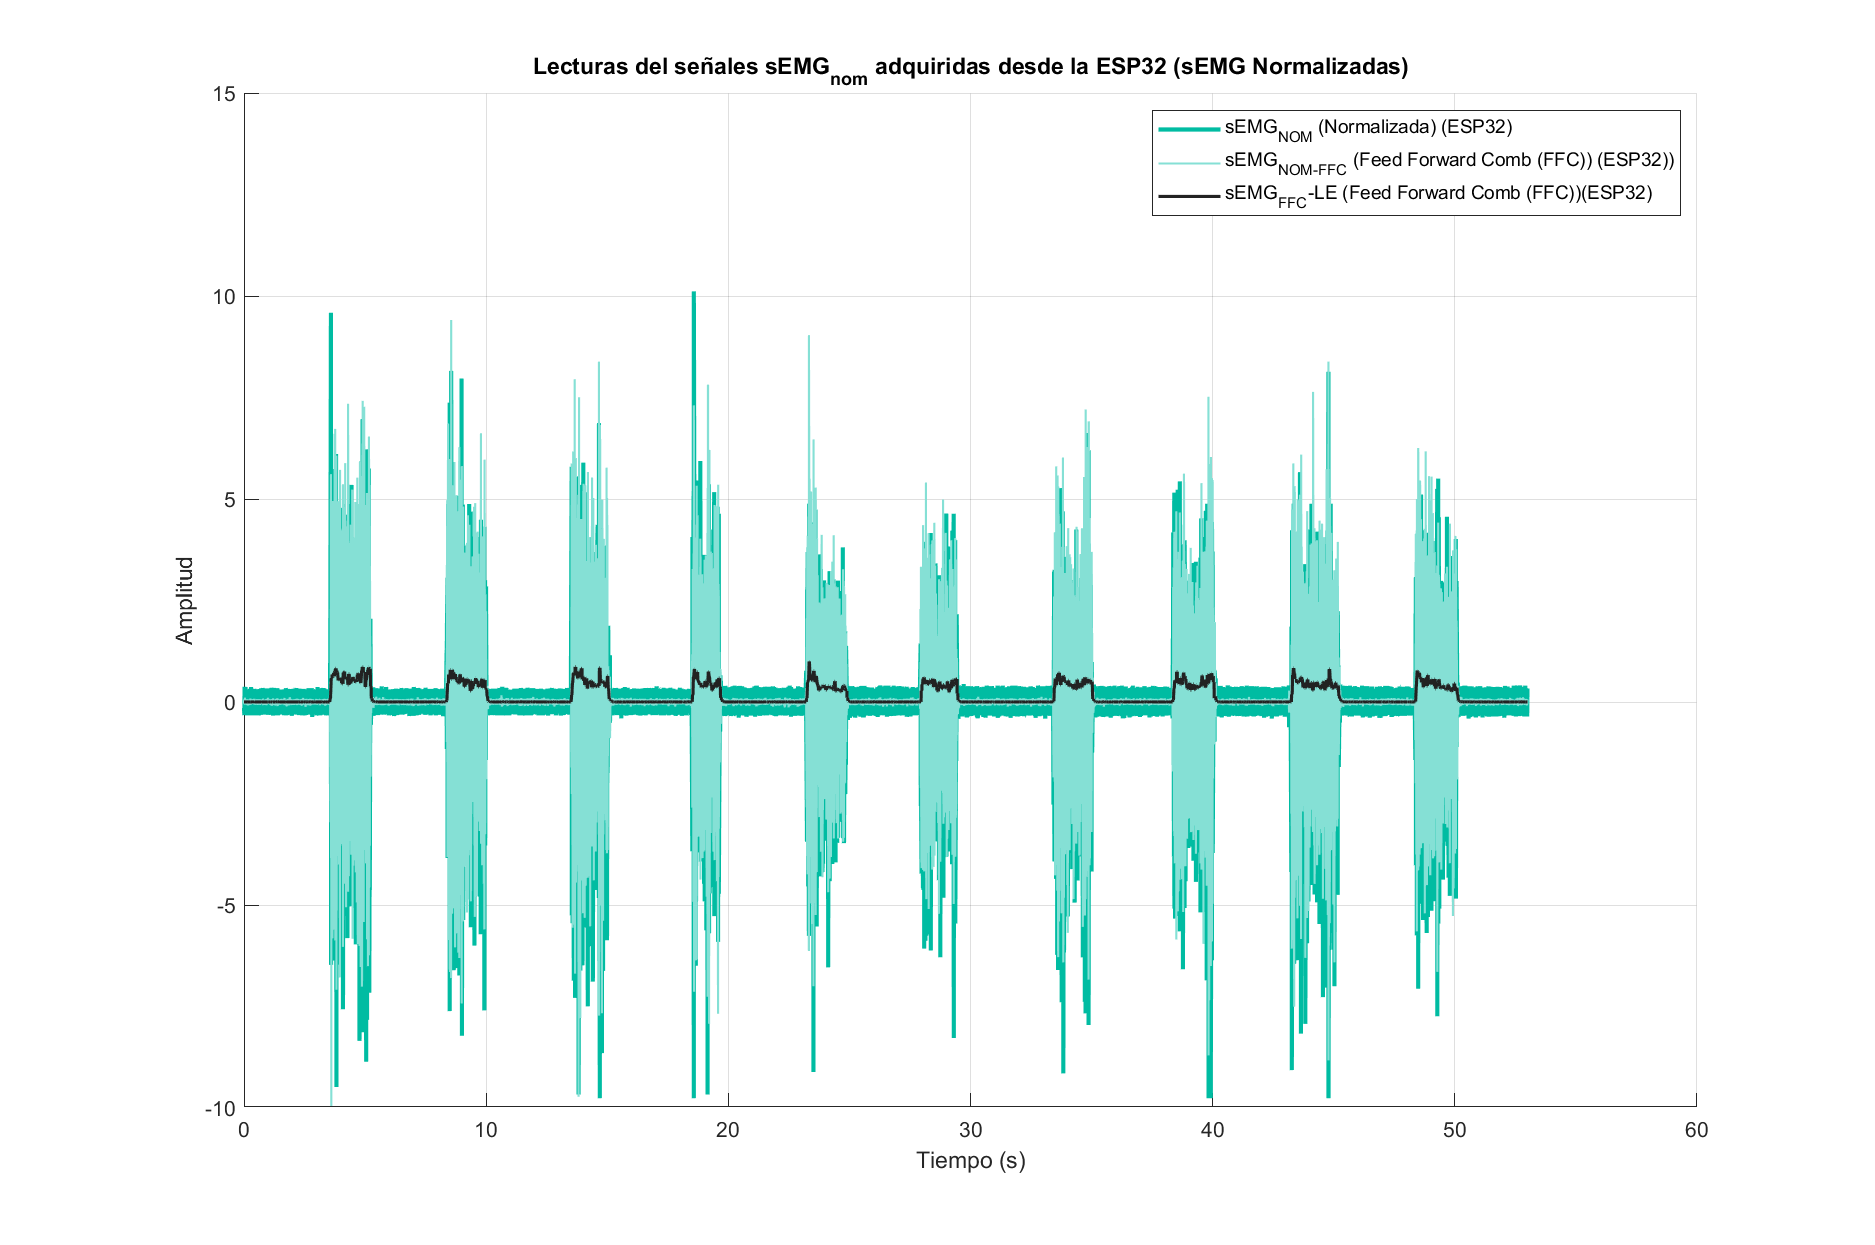 Lecturas del señales sEMGnom adquiridas desde la ESP32 (sEMG Normalizadas)
15
sEMGNOM (Normalizada) (ESP32)
sEMGNOM-FFC (Feed Forward Comb (FFC)) (ESP32))
sEMGFFC-LE (Feed Forward Comb (FFC))(ESP32)
10
5
0
-5
-10
Amplitud
0 10 20 30 40 50 60
Tiempo (s)